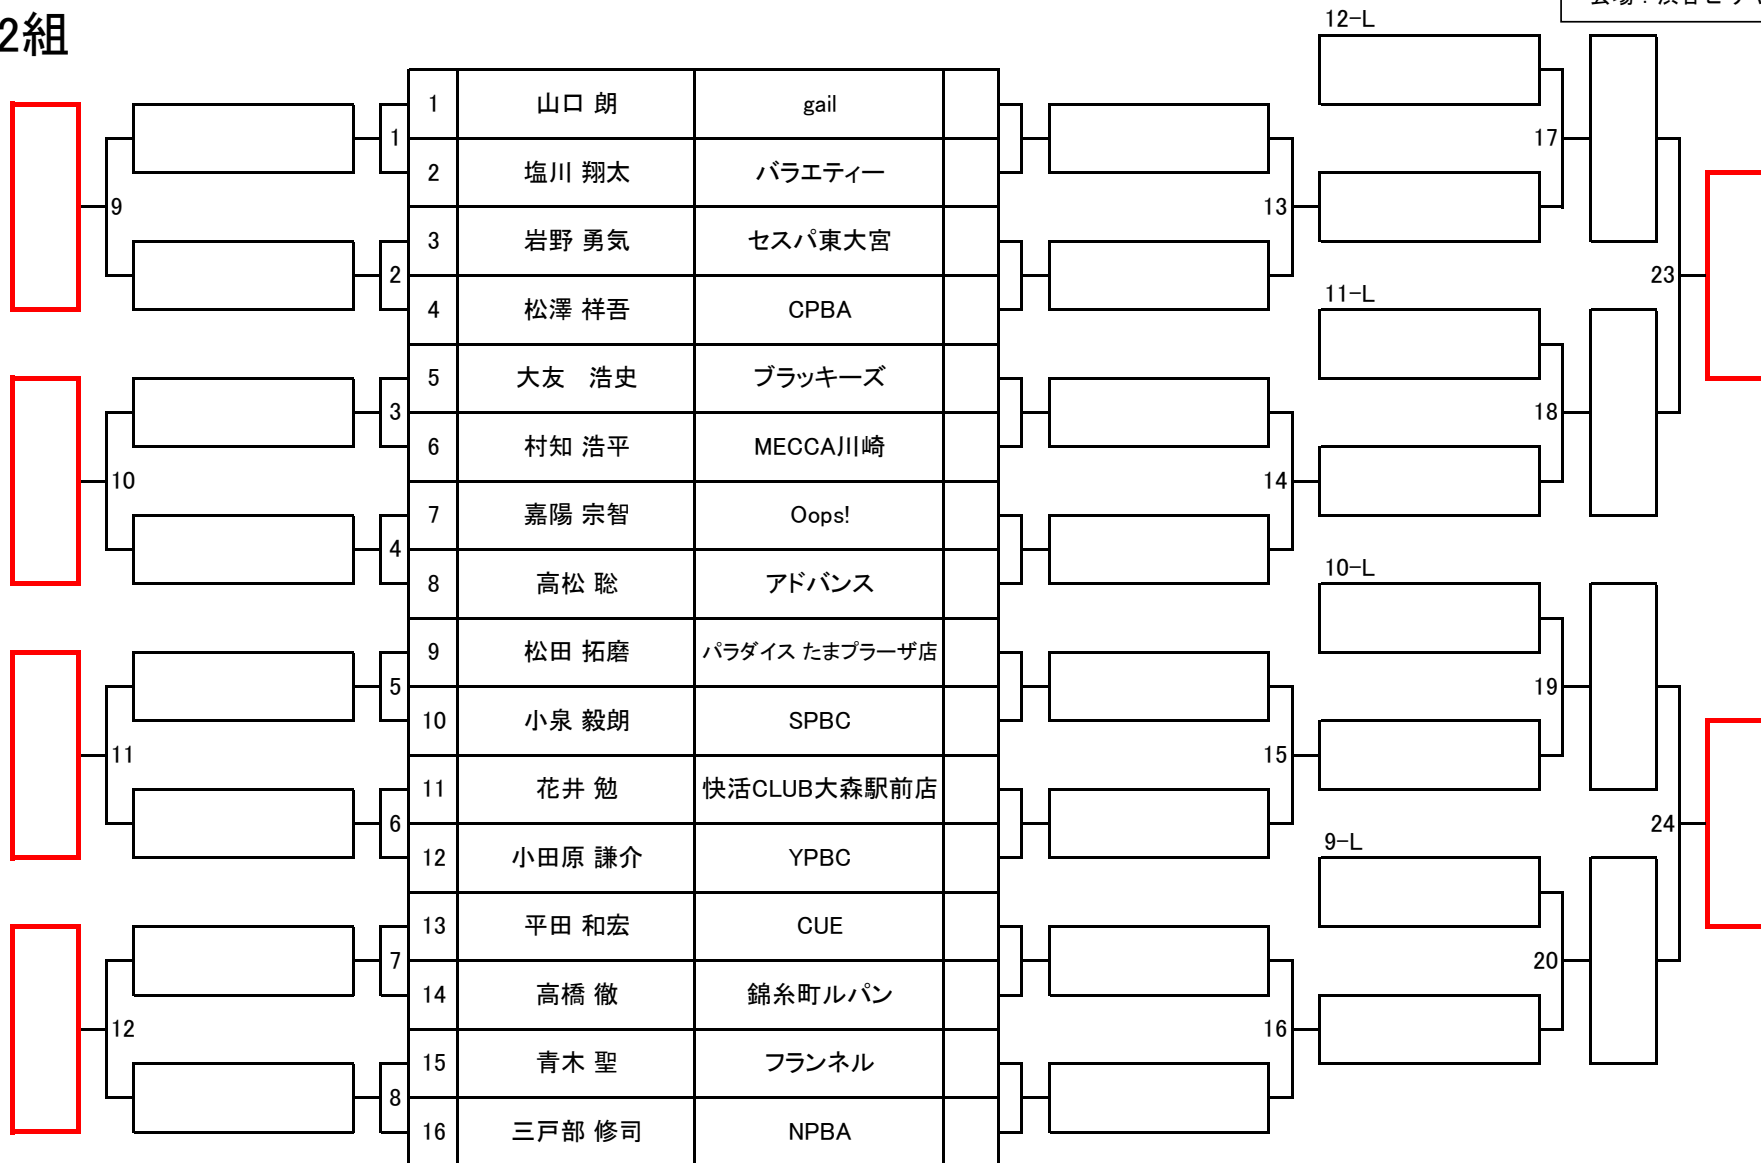 2組
12-L
1 山口 朗 gail
1
17
2 塩川 翔太 バラエティー
9
13
3 岩野 勇気 セスパ東大宮
2
23
11-L
4 松澤 祥吾 CPBA
5 大友　浩史 ブラッキーズ
3
18
6 村知 浩平 MECCA川崎
10
14
7 嘉陽 宗智 Oops!
4
10-L
8 高松 聡 アドバンス
9 松田 拓磨 パラダイス たまプラーザ店
5
19
10 小泉 毅朗 SPBC
11
15
11 花井 勉 快活CLUB大森駅前店
6
24
9-L
12 小田原 謙介 YPBC
13 平田 和宏 CUE
7
20
14 高橋 徹 錦糸町ルパン
12
16
15 青木 聖 フランネル
8
16 三戸部 修司 NPBA